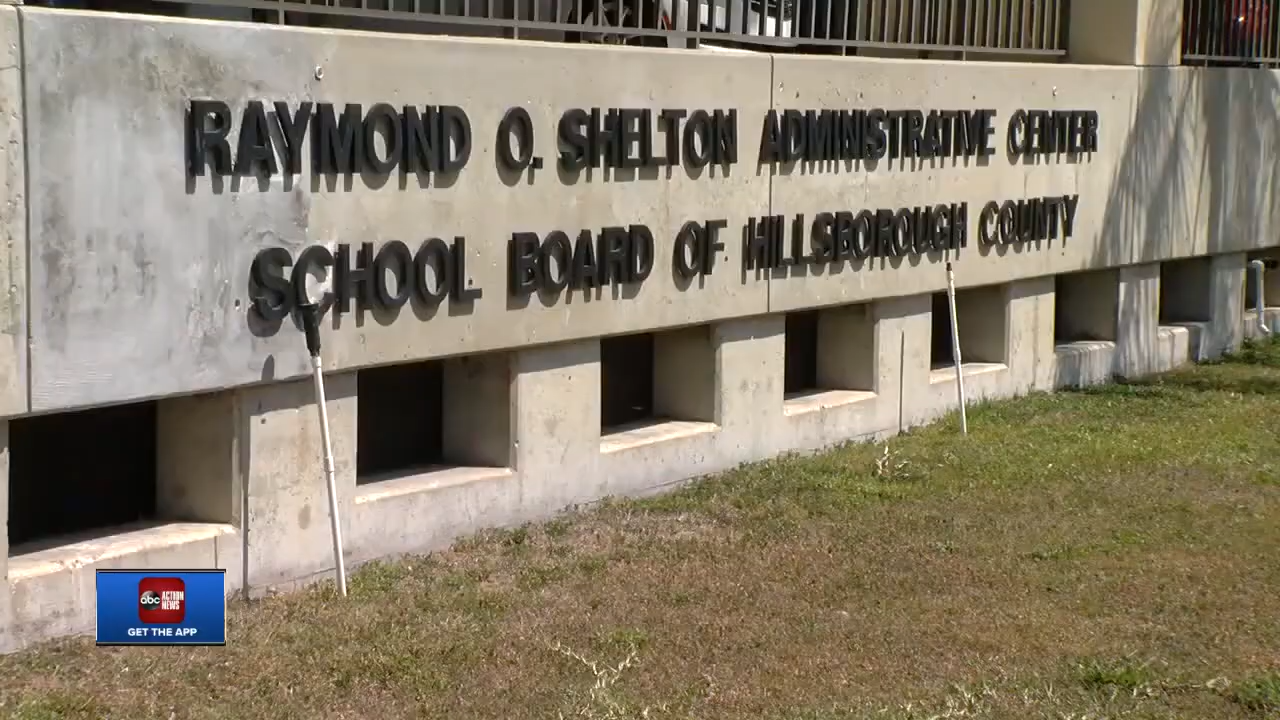 RAYMOND O. SHELTON ADMINISTRATIVE CENTER
SCHOOL BOARD OF HILLSBOROUGH COUNTY
abc ACTION NEWS
GET THE APP